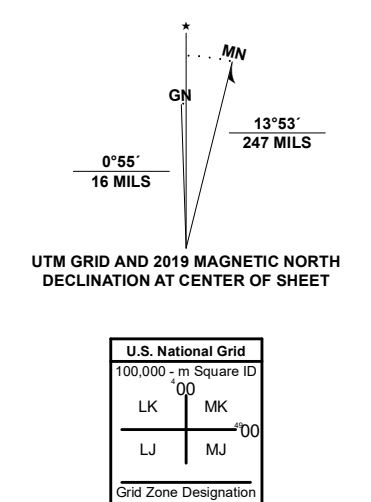 ★
MN
GN
13°53´
247 MILS
0°55´
16 MILS
UTM GRID AND 2019 MAGNETIC NORTH
DECLINATION AT CENTER OF SHEET
U.S. National Grid
100,000 - m Square ID
⁴00
LK MK
⁴⁹00
LJ MJ
Grid Zone Designation